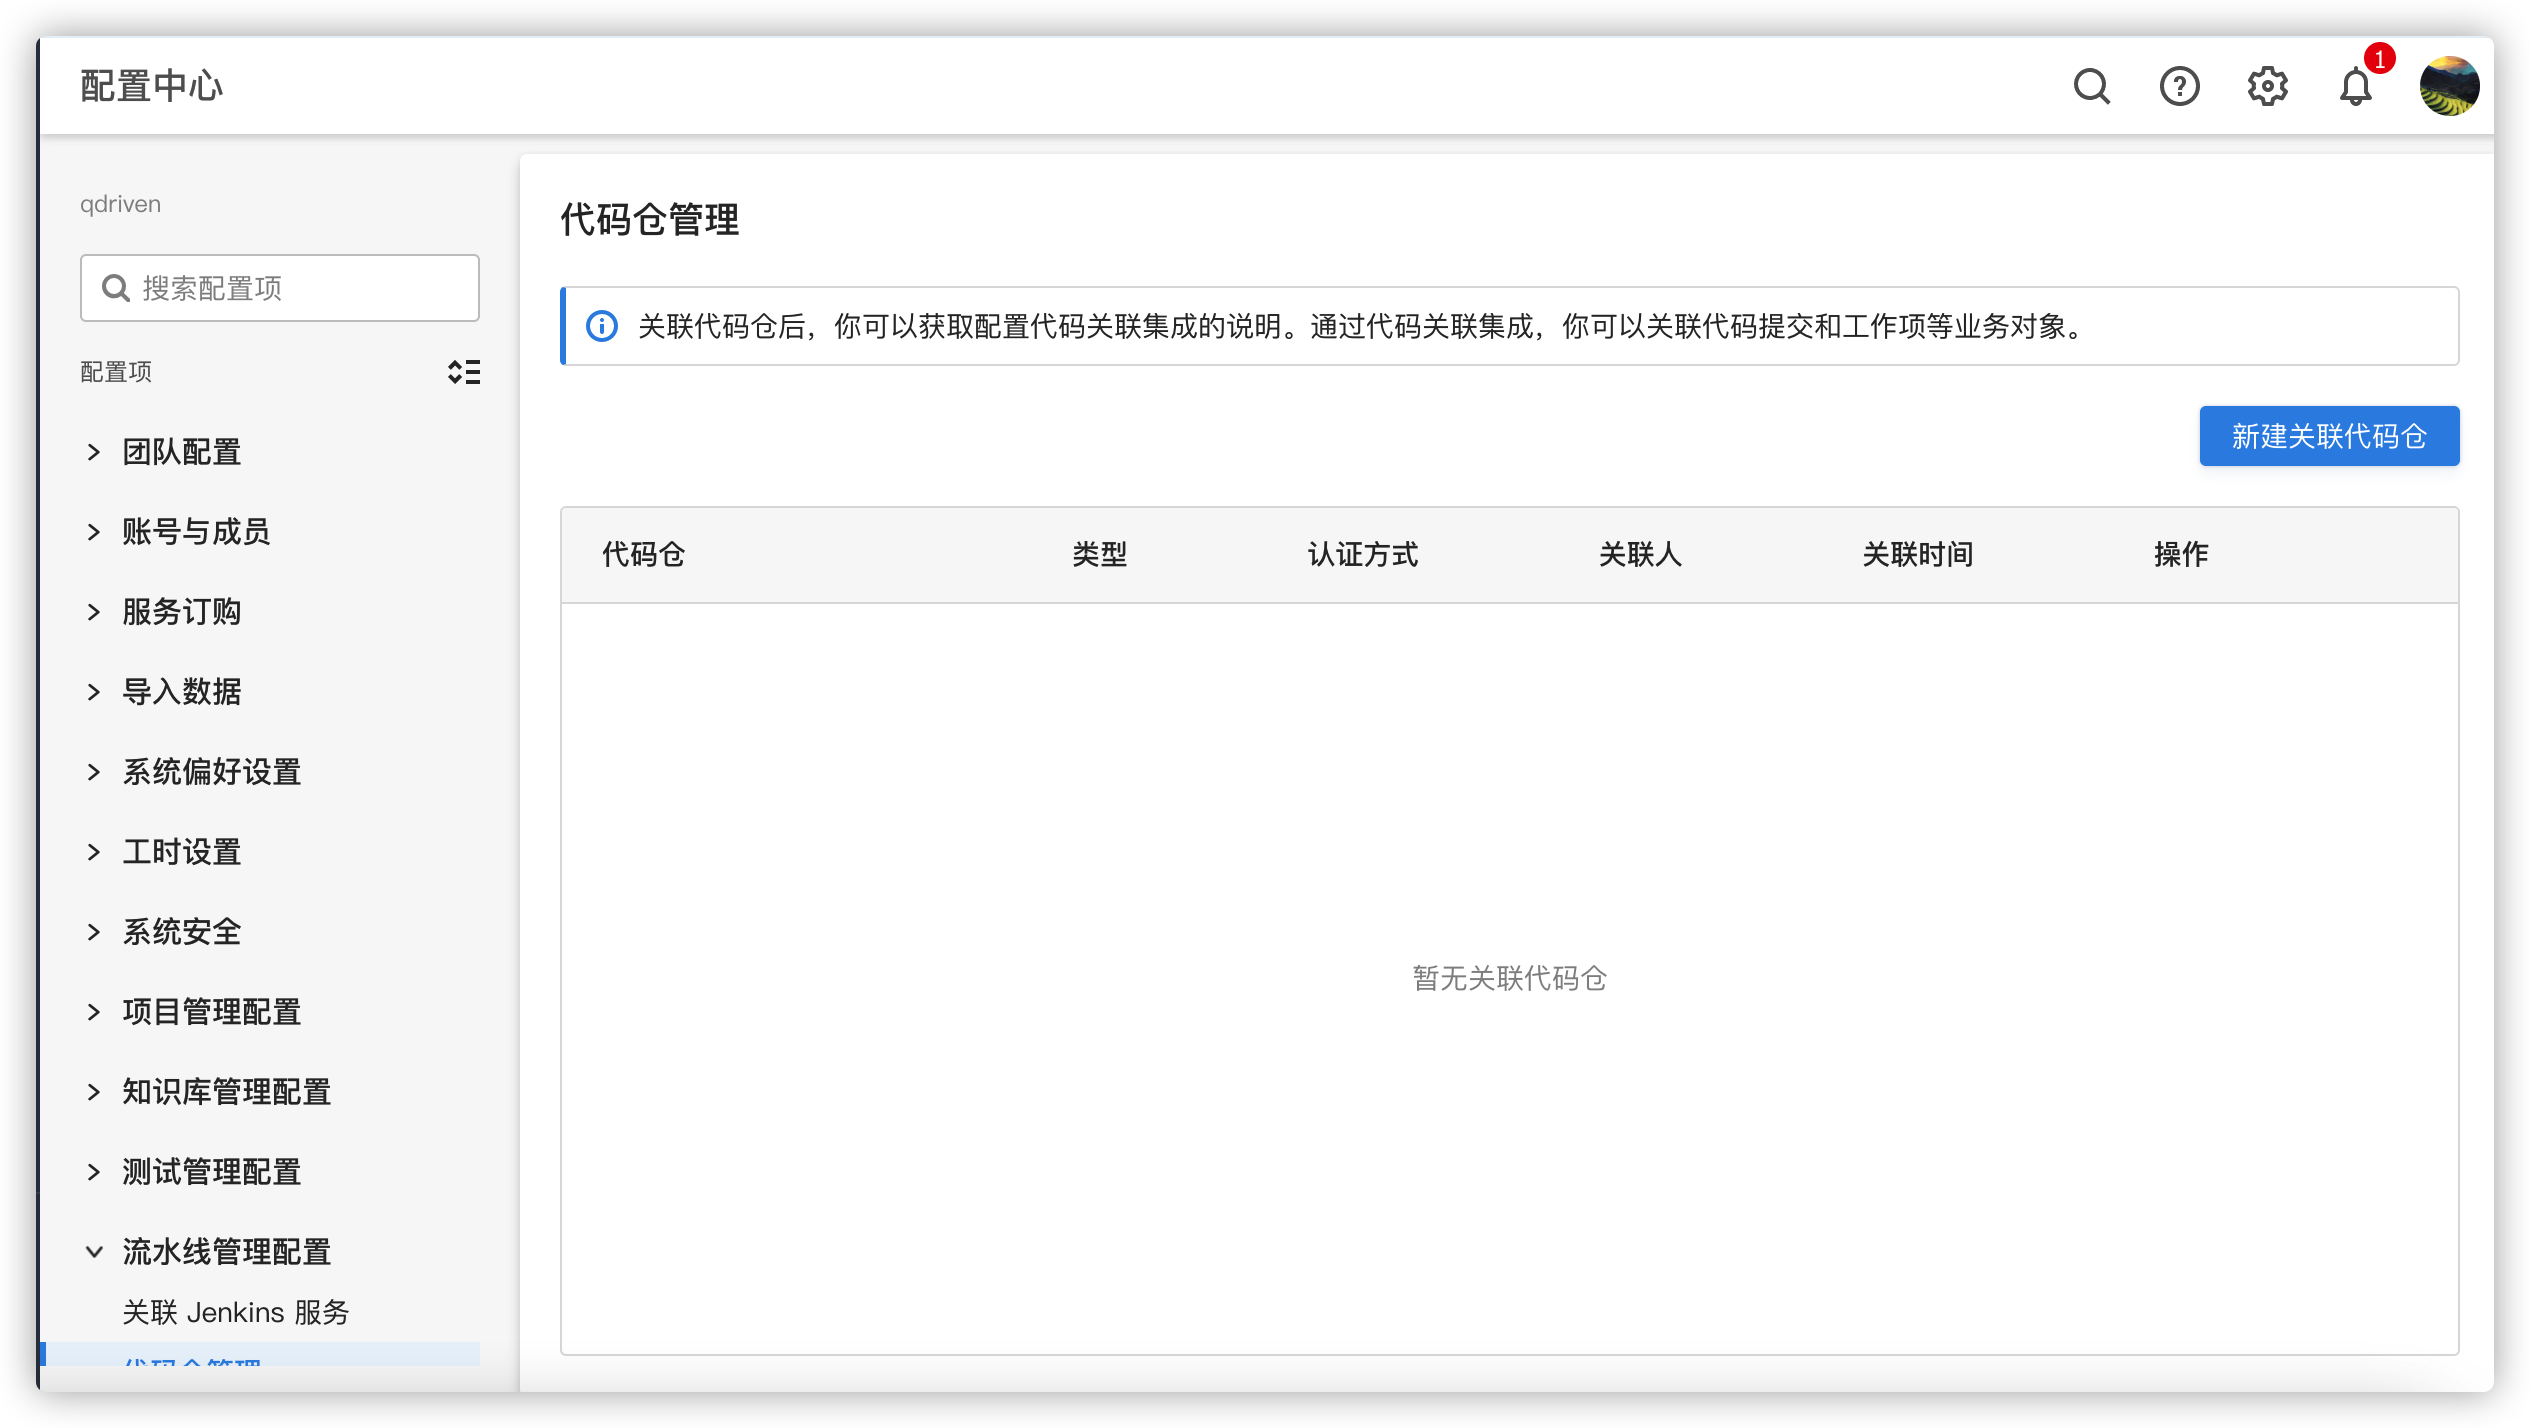 配置中心
1
qdriven
搜索配置项
配置项
团队配置
账号与成员
服务订购
导入数据
系统偏好设置
工时设置
系统安全
项目管理配置
知识库管理配置
测试管理配置
流水线管理配置
关联 Jenkins 服务
代码仓管理
代码仓管理
关联代码仓后，你可以获取配置代码关联集成的说明。通过代码关联集成，你可以关联代码提交和工作项等业务对象。
新建关联代码仓
代码仓 类型 认证方式 关联人 关联时间 操作
暂无关联代码仓